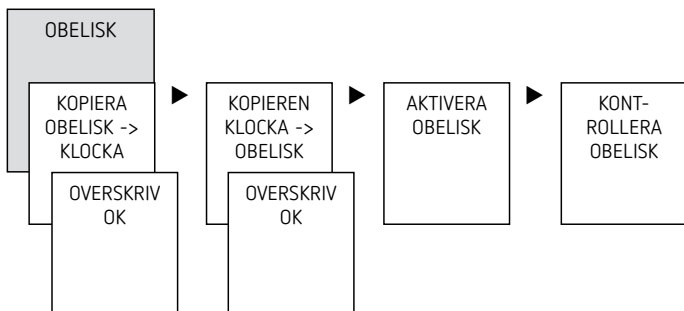 OBELISK
KOPIERA
OBELISK ->
KLOCKA
OVERSKRIV
OK
KOPIEREN
KLOCKA ->
OBELISK
OVERSKRIV
OK
AKTIVERA
OBELISK
KONT-
ROLLERA
OBELISK